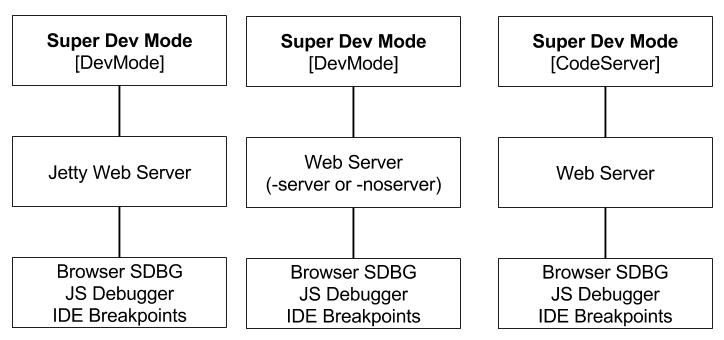 Super Dev Mode
[DevMode]
Jetty Web Server
Browser SDBG
JS Debugger
IDE Breakpoints
Super Dev Mode
[DevMode]
Web Server
(-server or -noserver)
Browser SDBG
JS Debugger
IDE Breakpoints
Super Dev Mode
[CodeServer]
Web Server
Browser SDBG
JS Debugger
IDE Breakpoints